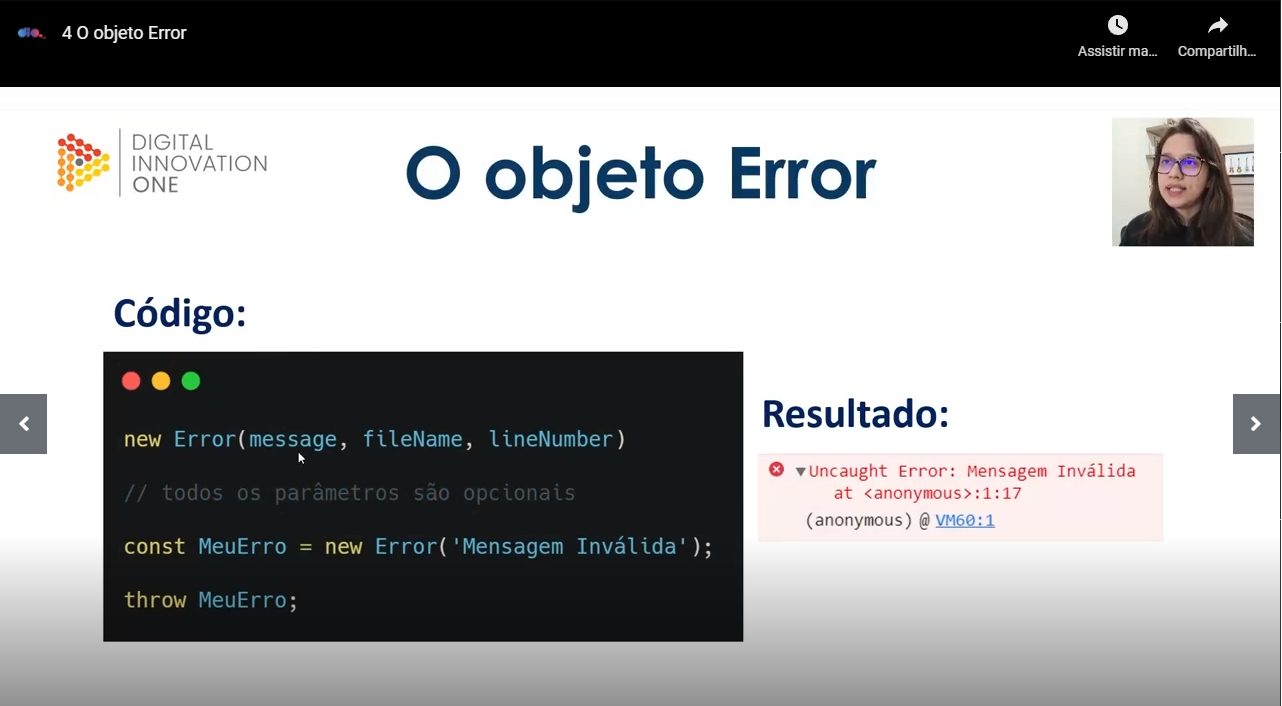 4 O objeto Error
Assistir ma...
Compartilh...
DIGITAL
INNOVATION
ONE
O objeto Error
Código:
new Error(message, fileName, lineNumber)
// todos os parâmetros são opcionais
const MeuErro = new Error('Mensagem Inválida');
throw MeuErro;
Resultado:
Uncaught Error: Mensagem Inválida
at <anonymous>:1:17
(anonymous) @ VM60:1